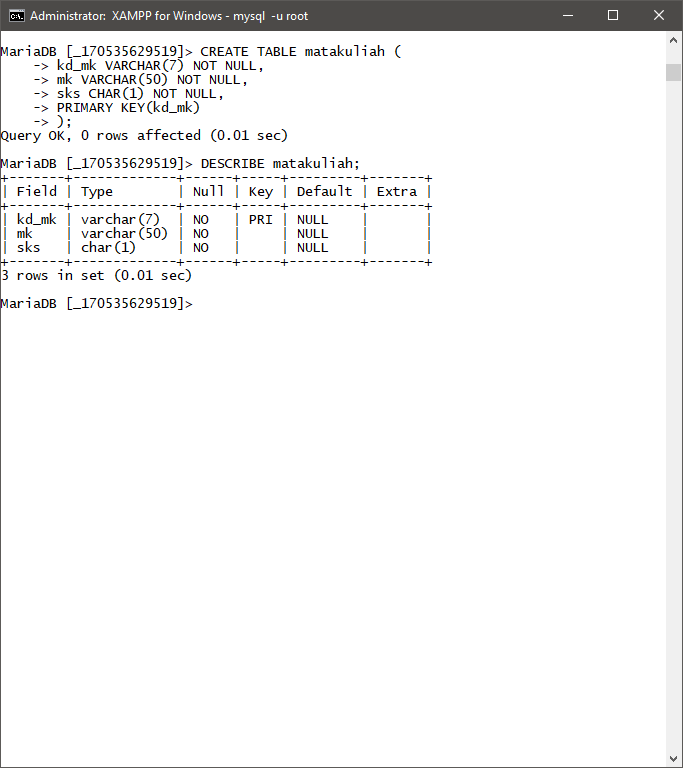 Administrator:  XAMPP for Windows - mysql  -u root
MariaDB [_170535629519]> CREATE TABLE matakuliah (
    -> kd_mk VARCHAR(7) NOT NULL,
    -> mk VARCHAR(50) NOT NULL,
    -> sks CHAR(1) NOT NULL,
    -> PRIMARY KEY(kd_mk)
    -> );
Query OK, 0 rows affected (0.01 sec)
MariaDB [_170535629519]> DESCRIBE matakuliah;
+-------+-------------+------+-----+---------+-------+
| Field | Type        | Null | Key | Default | Extra |
+-------+-------------+------+-----+---------+-------+
| kd_mk | varchar(7)  | NO   | PRI | NULL    |       |
| mk    | varchar(50) | NO   |     | NULL    |       |
| sks   | char(1)     | NO   |     | NULL    |       |
+-------+-------------+------+-----+---------+-------+
3 rows in set (0.01 sec)
MariaDB [_170535629519]>